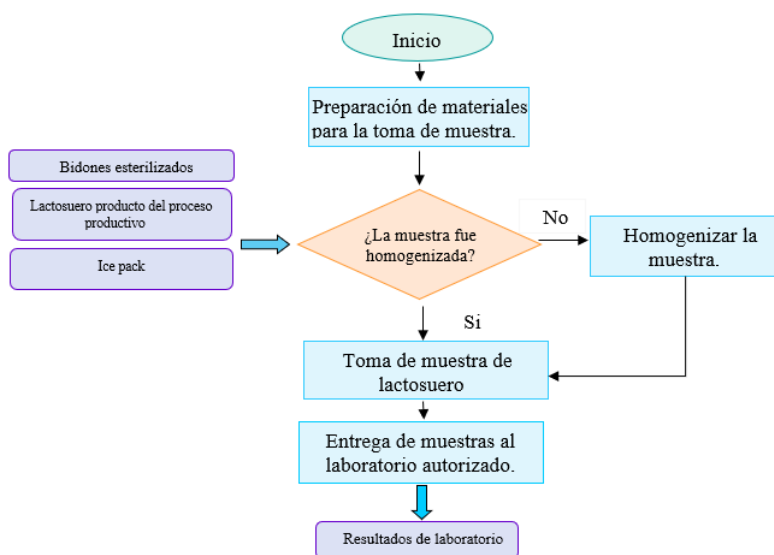 Inicio
Preparación de materiales
para la toma de muestra.
Bidones esterilizados
Lactosuero producto del proceso
productivo
Ice pack
¿La muestra fue
homogenizada?
No
Homogenizar la
muestra.
Si
Toma de muestra de
lactosuero
Entrega de muestras al
laboratorio autorizado.
Resultados de laboratorio